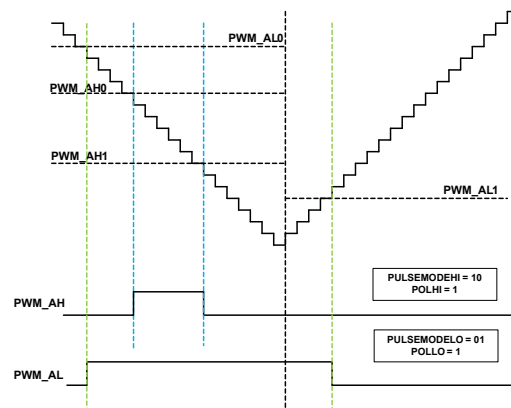 PWM_AL0
PWM_AH0
PWM_AH1
PWM_AL1
PULSEMODEHI = 10
POLHI = 1
PWM_AH
PULSEMODELO = 01
POLLO = 1
PWM_AL